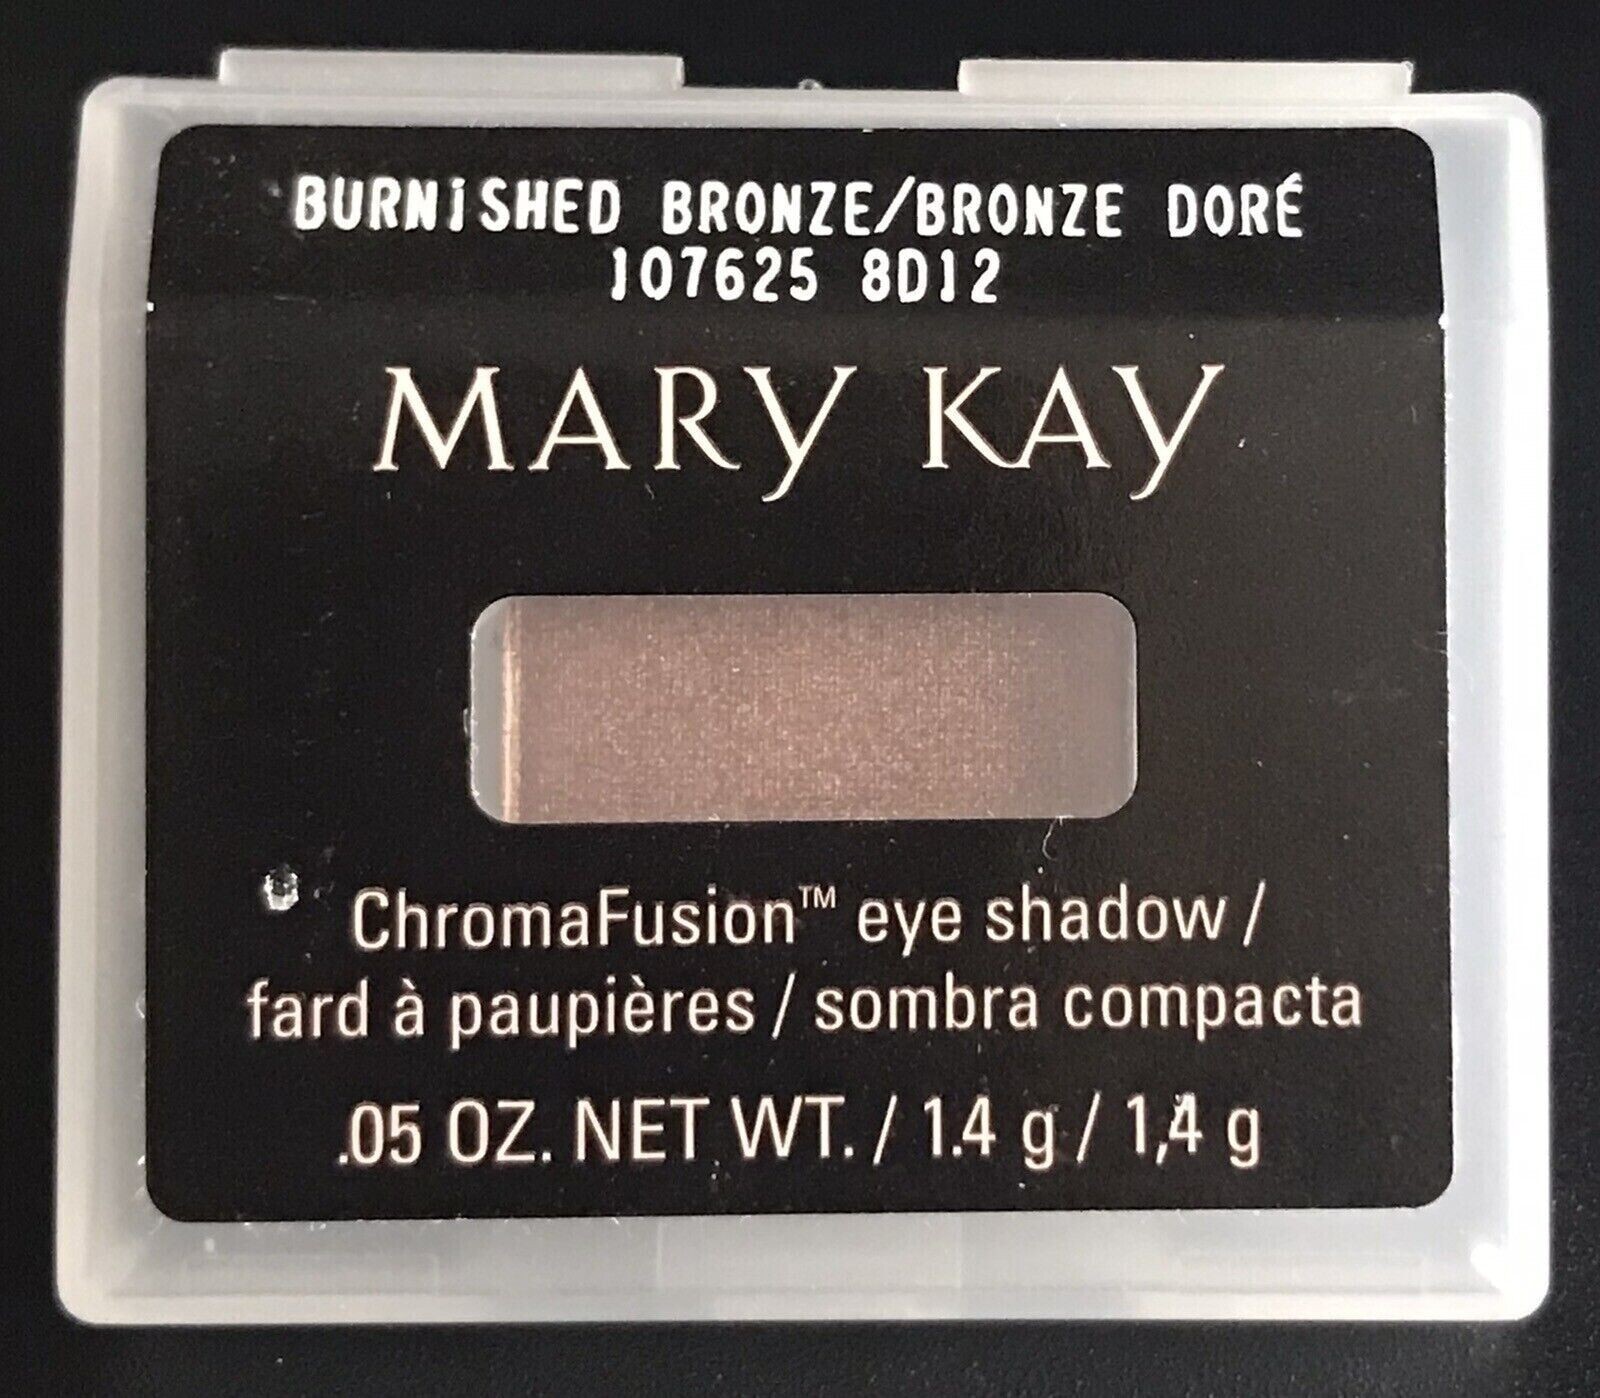 BURNISHED BRONZE/BRONZE DORÉ
107625 8D12
MARY KAY
ChromaFusion™ eye shadow /
fard à paupières / sombra compacta
.05 OZ. NET WT. / 1.4 g / 1,4 g